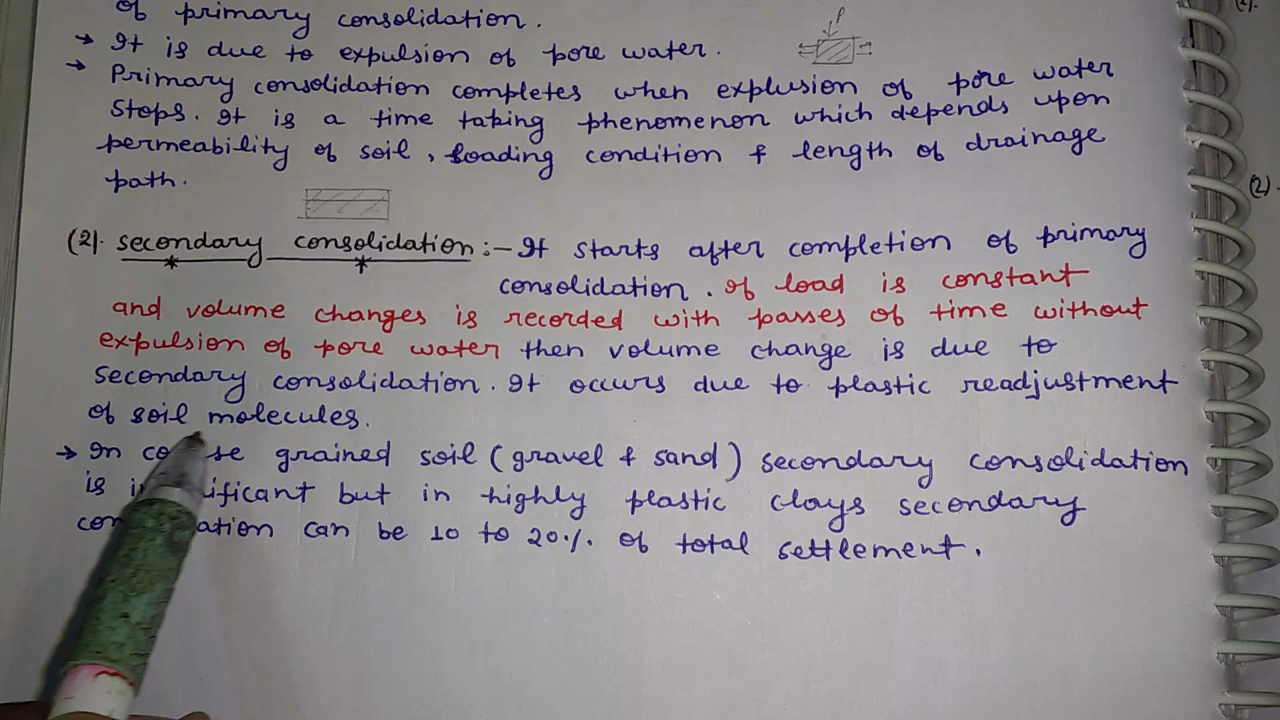 of primary consolidation.
P
→ It is due to expulsion of pore water.
→ Primary consolidation completes when explusion of pore water
stops. It is a time taking phenomenon which depends upon
permeability of soil, loading condition & length of drainage
path.
(2). secondary consolidation :- It starts after completion of primary
consolidation. If load is constant
and volume changes is recorded with passes of time without
expulsion of pore water then volume change is due to
secondary consolidation. It occurs due to plastic readjustment
of soil molecules.
→ In grained soil (gravel & sand) secondary consolidation
is but in highly plastic clays secondary
can be 10 to 20% of total settlement.
(2)